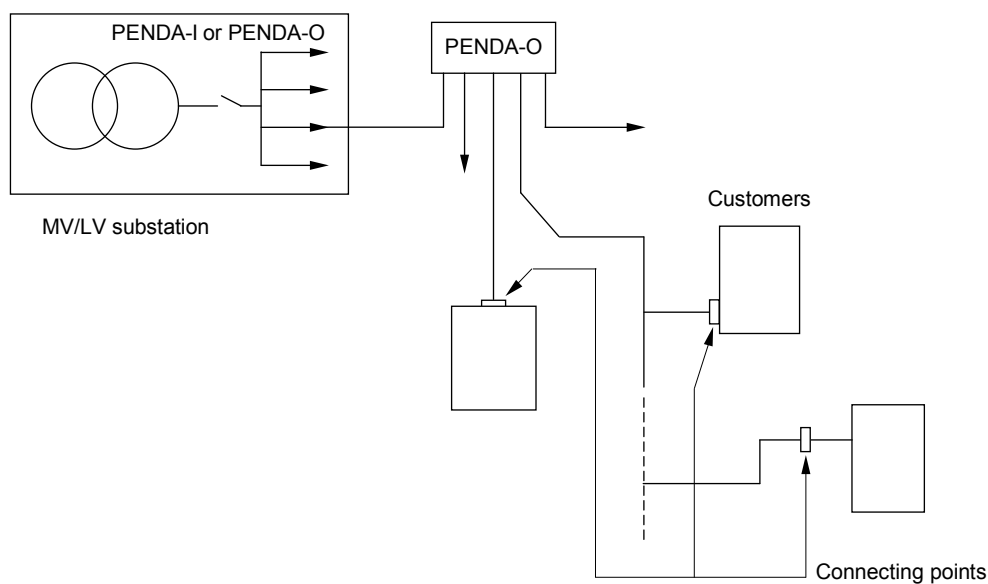 PENDA-I or PENDA-O
PENDA-O
MV/LV substation
Customers
Connecting points